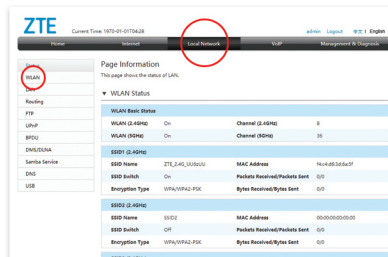 ZTE
Current Time: 1970-01-01T04:28
admin Logout 中文 | English
Home Internet Local Network VoIP Management & Diagnosis
Status
WLAN
LAN
Routing
FTP
UPnP
BPDU
DMS/DLNA
Samba Service
DNS
USB
Page Information
This page shows the status of LAN.
▼ WLAN Status
WLAN Basic Status
WLAN (2.4GHz) On Channel (2.4GHz) 8
WLAN (5GHz) On Channel (5GHz) 36
SSID1 (2.4GHz)
SSID Name MAC Address
SSID Switch On Packets Received/Packets Sent 0/0
Encryption Type WPA/WPA2-PSK Bytes Received/Bytes Sent 0/0
SSID2 (2.4GHz)
SSID Name SSID2 MAC Address 00:00:00:00:00:00
SSID Switch Off Packets Received/Packets Sent 0/0
Encryption Type WPA/WPA2-PSK Bytes Received/Bytes Sent 0/0